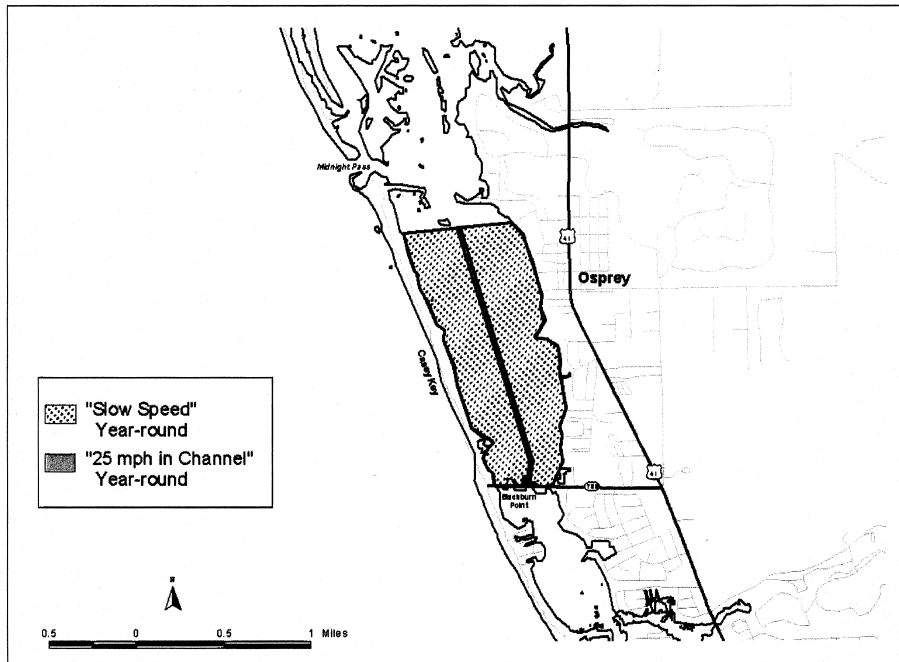 Midnight Pass
41
Osprey
Casey Key
"Slow Speed"
Year-round
"25 mph in Channel"
Year-round
41
Blackburn
Point
N
0.5 0 0.5 1 Miles